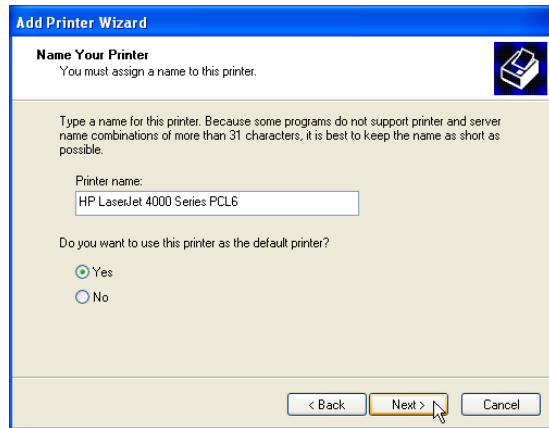 Add Printer Wizard
Name Your Printer
You must assign a name to this printer.
Type a name for this printer. Because some programs do not support printer and server
name combinations of more than 31 characters, it is best to keep the name as short as
possible.
Printer name:
HP LaserJet 4000 Series PCL6
Do you want to use this printer as the default printer?
Yes
No
< Back
Next >
Cancel